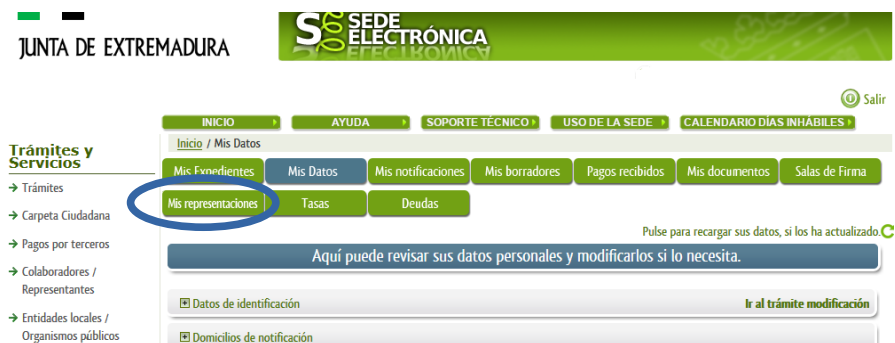 JUNTA DE EXTREMADURA
SEDE
ELECTRÓNICA
Salir
INICIO AYUDA SOPORTE TÉCNICO USO DE LA SEDE CALENDARIO DÍAS INHÁBILES
Inicio / Mis Datos
Trámites y
Servicios
Trámites
Carpeta Ciudadana
Pagos por terceros
Colaboradores /
Representantes
Entidades locales /
Organismos públicos
Mis Expedientes Mis Datos Mis notificaciones Mis borradores Pagos recibidos Mis documentos Salas de Firma
Mis representaciones Tasas Deudas
Pulse para recargar sus datos, si los ha actualizado.
Aquí puede revisar sus datos personales y modificarlos si lo necesita.
Datos de identificación Ir al trámite modificación
Domicilios de notificación